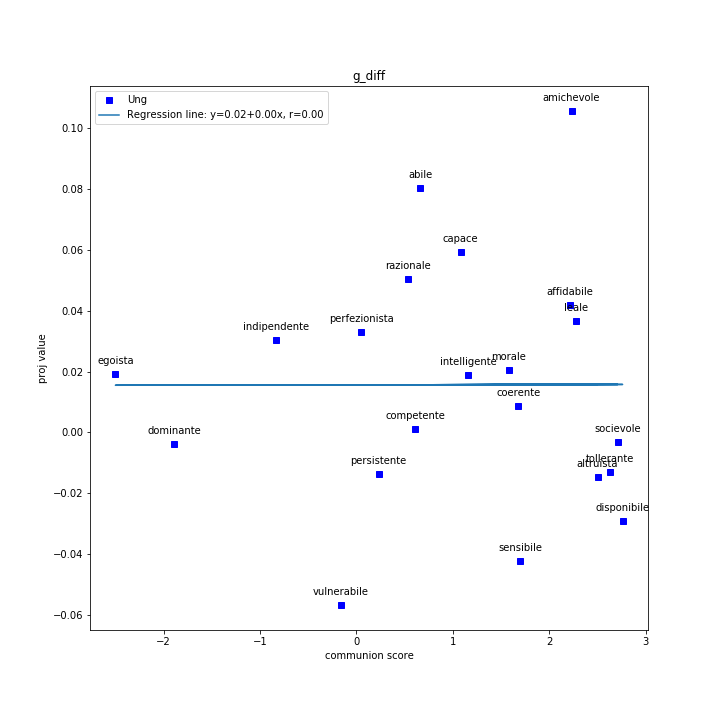 g_diff
Ung
Regression line: y=0.02+0.00x, r=0.00
amichevole
abile
capace
razionale
affidabile
leale
perfezionista
indipendente
egoista
intelligente
morale
coerente
competente
dominante
socievole
persistente
tollerante
altruista
disponibile
sensibile
vulnerabile
0.10
0.08
0.06
0.04
0.02
0.00
−0.02
−0.04
−0.06
proj value
−2 −1 0 1 2 3
communion score